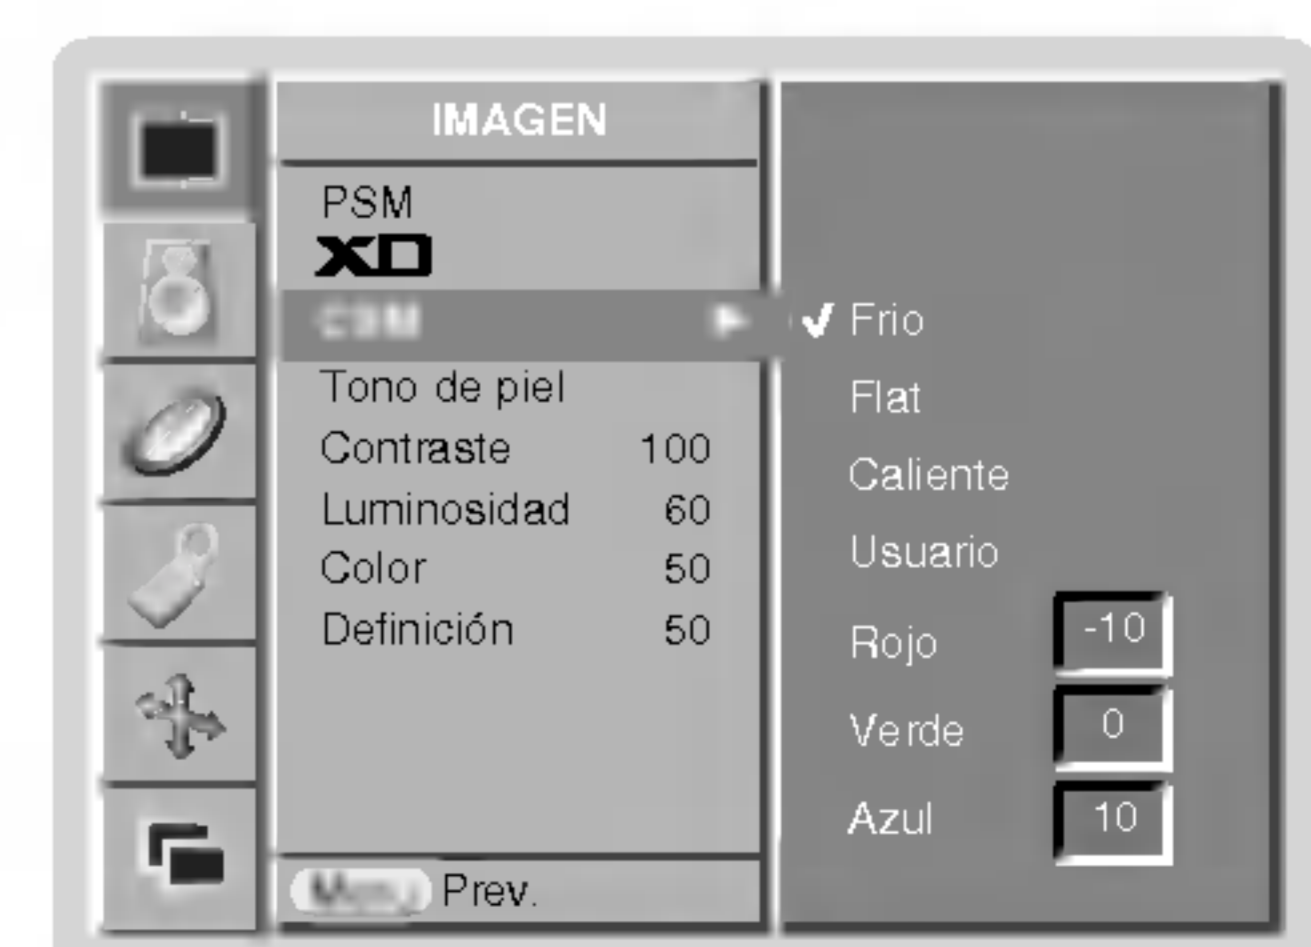 IMAGEN
PSM
XD
Tono de piel
Contraste 100
Luminosidad 60
Color 50
Definición 50
Prev.
Frio
Flat
Caliente
Usuario
Rojo -10
Verde 0
Azul 10